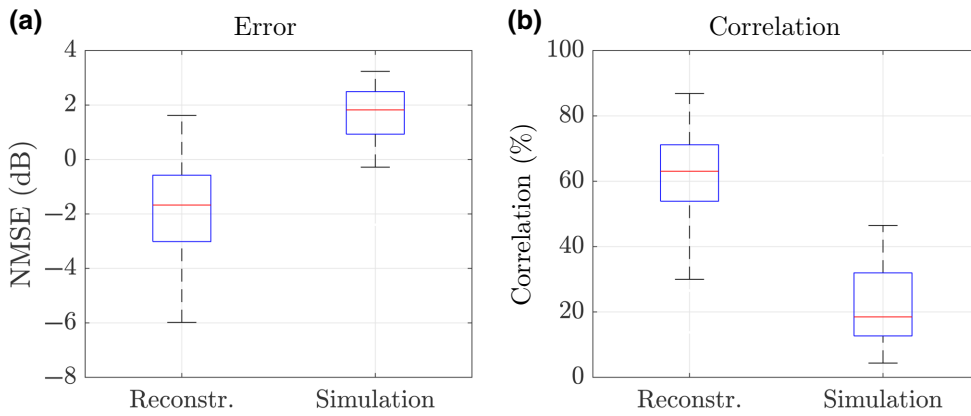 (a)
Error
NMSE (dB)
4
2
0
−2
−4
−6
−8
Reconstr.
Simulation
(b)
Correlation
Correlation (%)
100
80
60
40
20
0
Reconstr.
Simulation